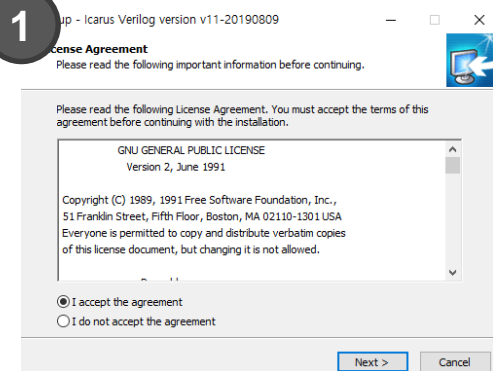 1
up - Icarus Verilog version v11-20190809
cense Agreement
Please read the following important information before continuing.
Please read the following License Agreement. You must accept the terms of this
agreement before continuing with the installation.
GNU GENERAL PUBLIC LICENSE
Version 2, June 1991
Copyright (C) 1989, 1991 Free Software Foundation, Inc.,
51 Franklin Street, Fifth Floor, Boston, MA 02110-1301 USA
Everyone is permitted to copy and distribute verbatim copies
of this license document, but changing it is not allowed.
I accept the agreement
I do not accept the agreement
Next >
Cancel